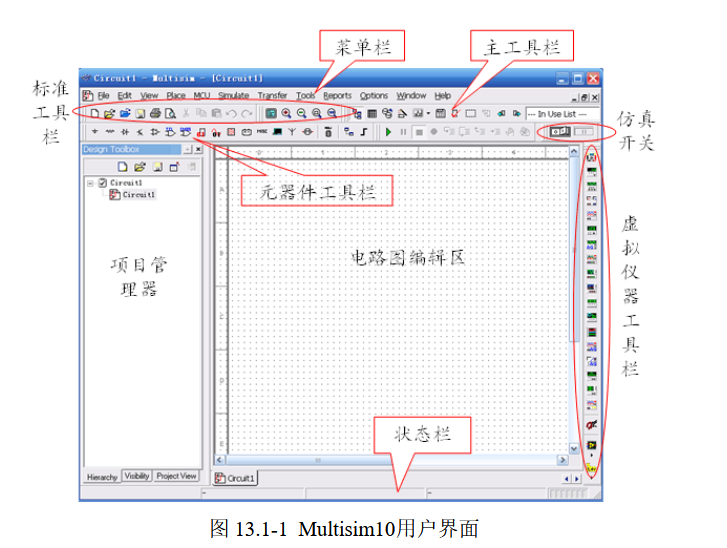 菜单栏
主工具栏
标准
工具
栏
Circuit1 - Multisim - [Circuit1]
File Edit View Place MCU Simulate Transfer Tools Reports Options Window Help
--- In Use List ---
仿真
开关
Design Toolbox
Circuit1
Circuit1
元器件工具栏
项目管
理器
电路图编辑区
虚
拟
仪
器
工
具
栏
状态栏
Hierarchy Visibility Project View
Circuit1
图 13.1-1 Multisim10用户界面